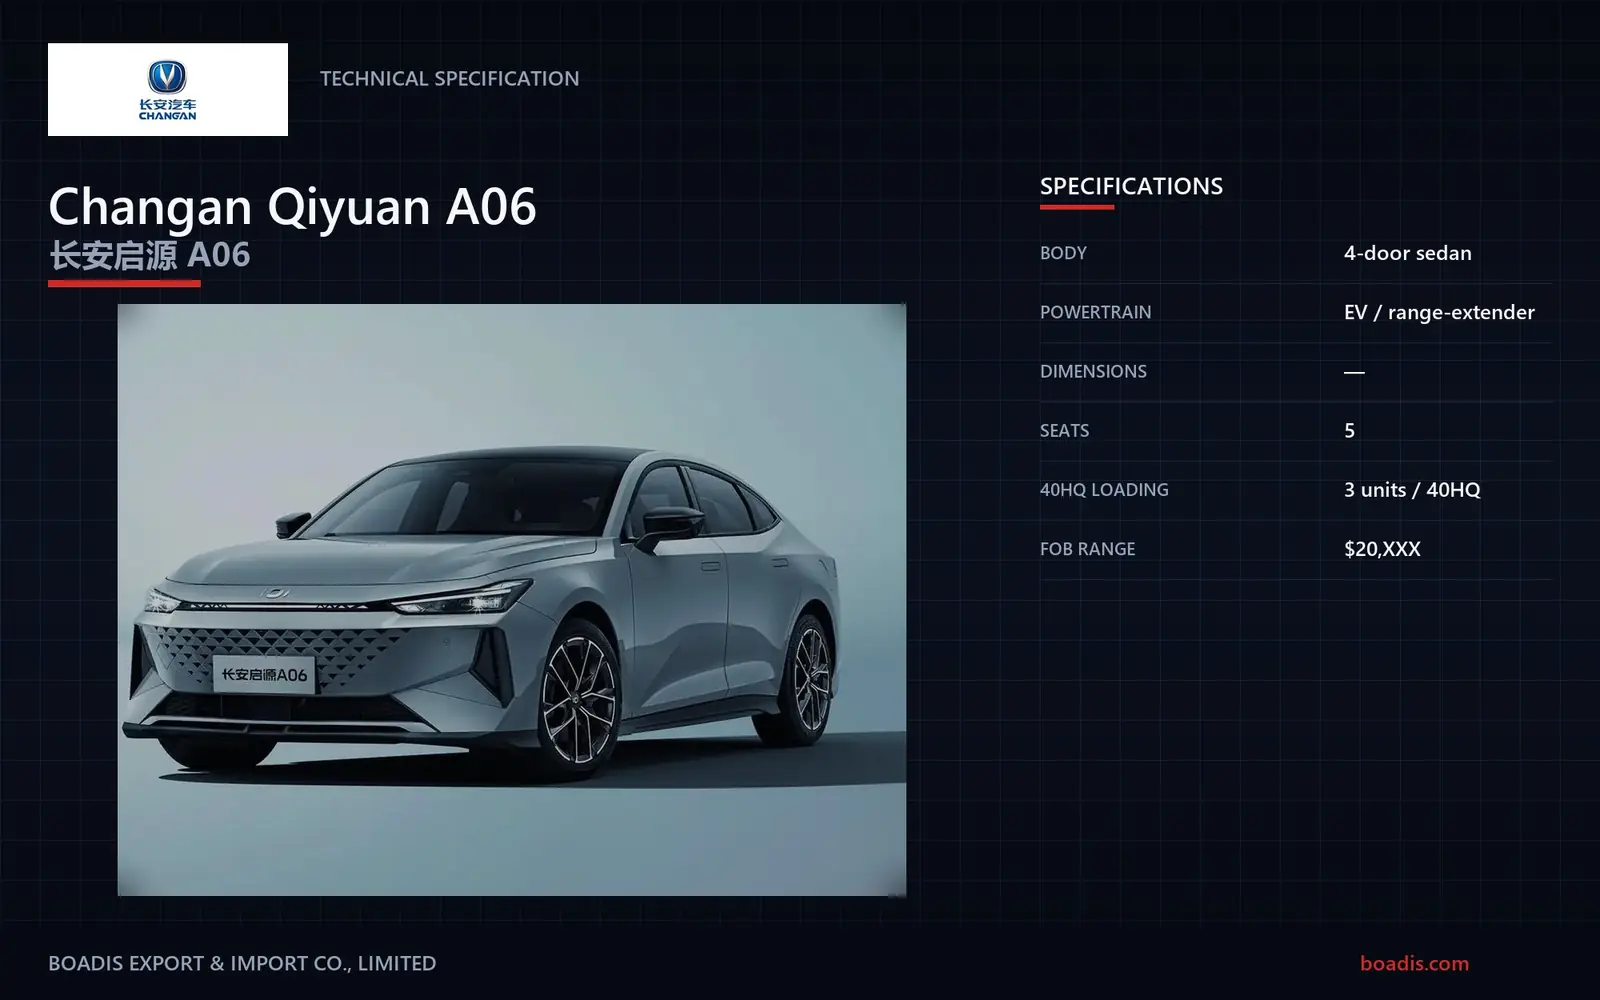 长安汽车
CHANGAN
TECHNICAL SPECIFICATION
Changan Qiyuan A06
长安启源 A06
长安启源A06
SPECIFICATIONS
BODY 4-door sedan
POWERTRAIN EV / range-extender
DIMENSIONS —
SEATS 5
40HQ LOADING 3 units / 40HQ
FOB RANGE $20,XXX
BOADIS EXPORT & IMPORT CO., LIMITED
boadis.com